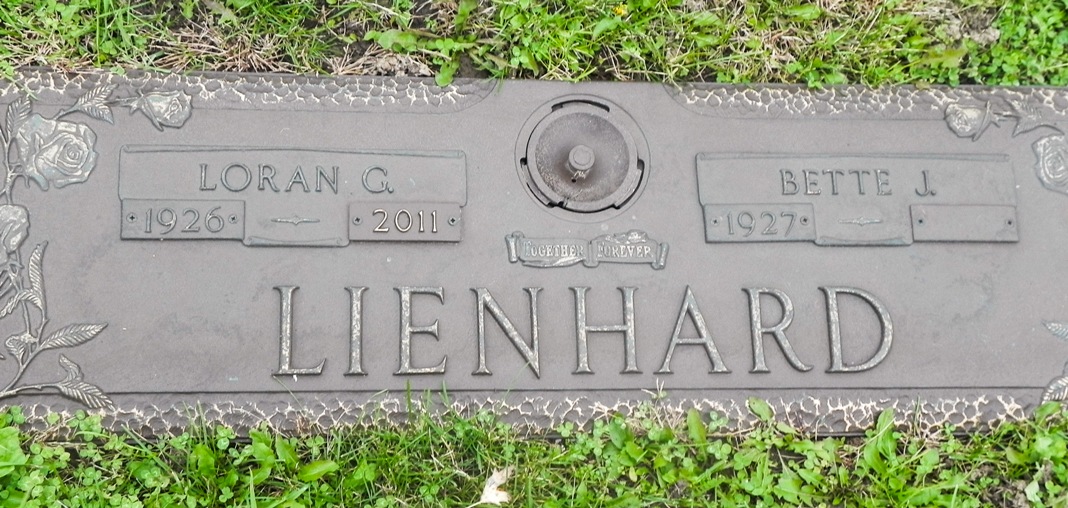 LORAN G.
1926 2011
BETTE J.
1927
TOGETHER FOREVER
LIENHARD